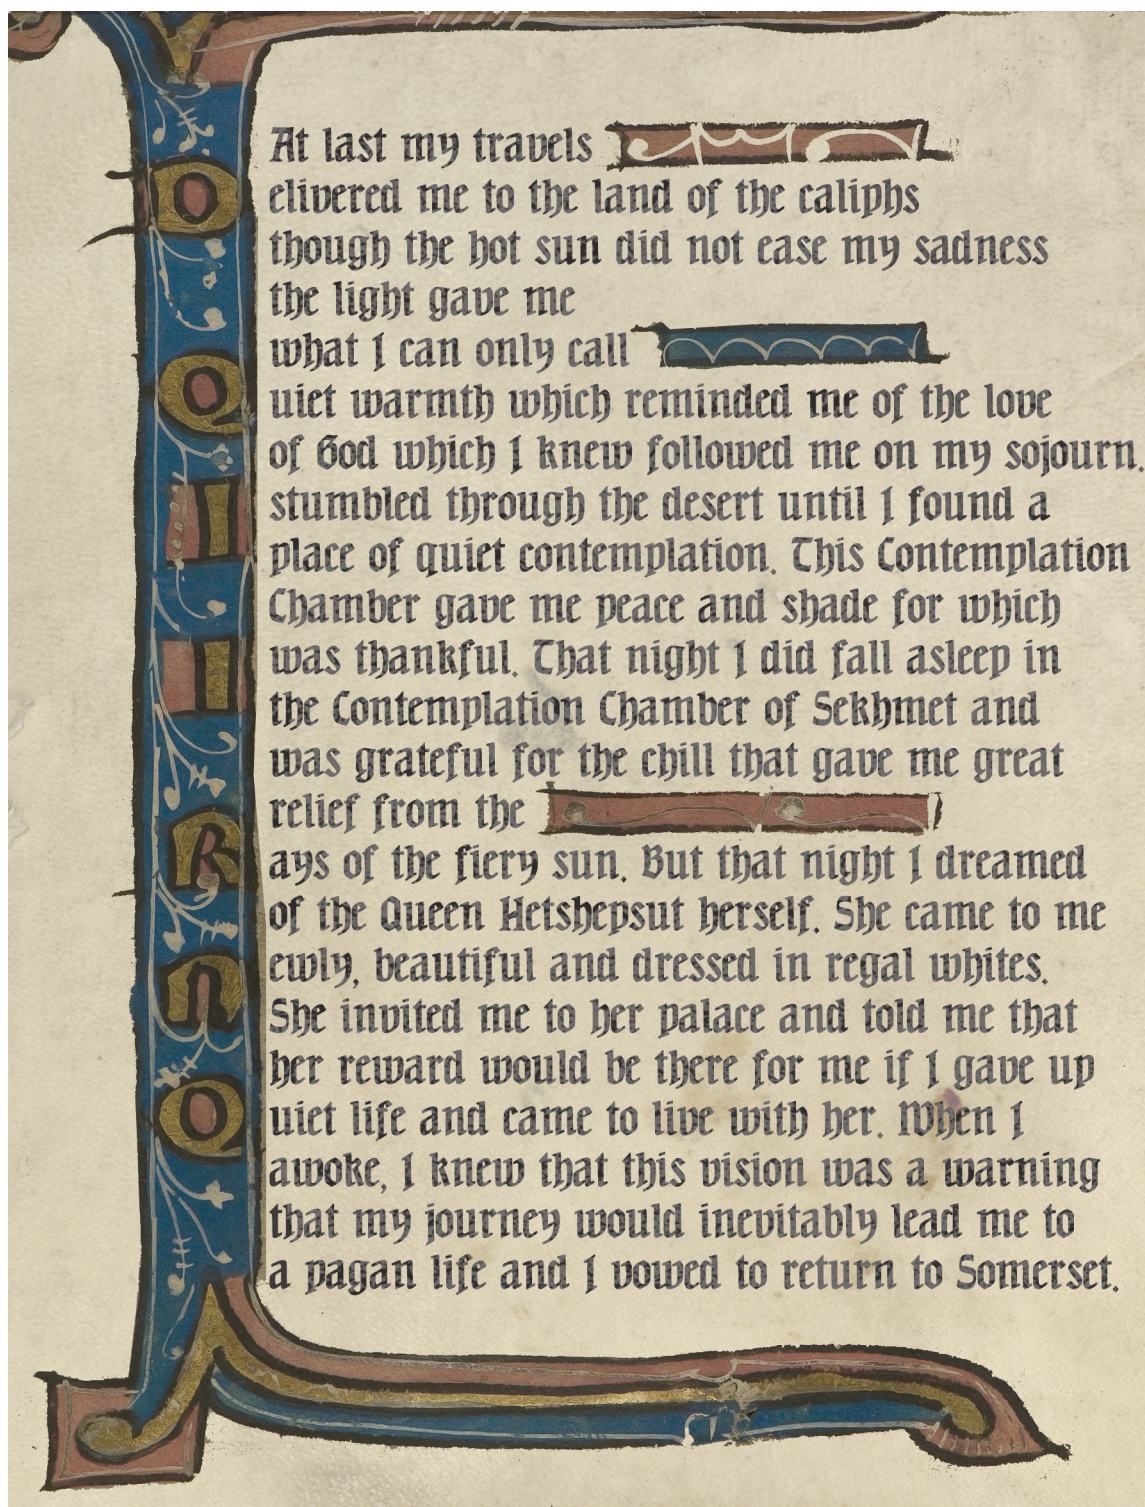 At last my travels
Delivered me to the land of the caliphs
though the hot sun did not ease my sadness
the light gave me
what I can only call
Quiet warmth which reminded me of the love
of God which I knew followed me on my sojourn.
I stumbled through the desert until I found a
place of quiet contemplation. This Contemplation
Chamber gave me peace and shade for which
I was thankful. That night I did fall asleep in
the Contemplation Chamber of Sekhmet and
was grateful for the chill that gave me great
relief from the
Rays of the fiery sun. But that night I dreamed
of the Queen Hetshepsut herself. She came to me
Newly, beautiful and dressed in regal whites.
She invited me to her palace and told me that
her reward would be there for me if I gave up
Quiet life and came to live with her. When I
awoke, I knew that this vision was a warning
that my journey would inevitably lead me to
a pagan life and I vowed to return to Somerset.